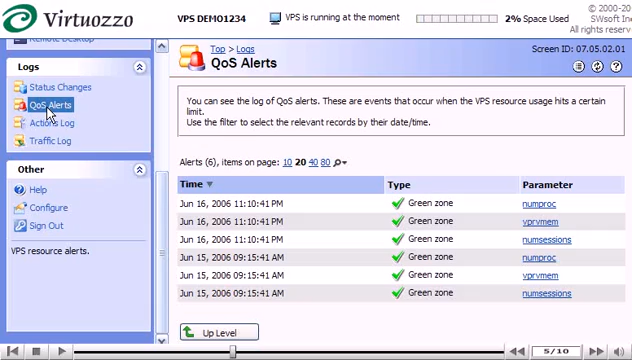 Virtuozzo
VPS DEMO1234
VPS is running at the moment
2% Space Used
© 2000-20
SWsoft Inc
All rights reserve
Remote Desktop
Logs
Status Changes
QoS Alerts
Actions Log
Traffic Log
Other
Help
Configure
Sign Out
VPS resource alerts.
Top > Logs
Screen ID: 07.05.02.01
QoS Alerts
You can see the log of QoS alerts. These are events that occur when the VPS resource usage hits a certain
limit.
Use the filter to select the relevant records by their date/time.
Alerts (6), items on page: 10 20 40 80
Time Type Parameter
Jun 16, 2006 11:10:41 PM Green zone numproc
Jun 16, 2006 11:10:41 PM Green zone vprvmem
Jun 16, 2006 11:10:41 PM Green zone numsessions
Jun 15, 2006 09:15:41 AM Green zone numproc
Jun 15, 2006 09:15:41 AM Green zone vprvmem
Jun 15, 2006 09:15:41 AM Green zone numsessions
Up Level
5/10